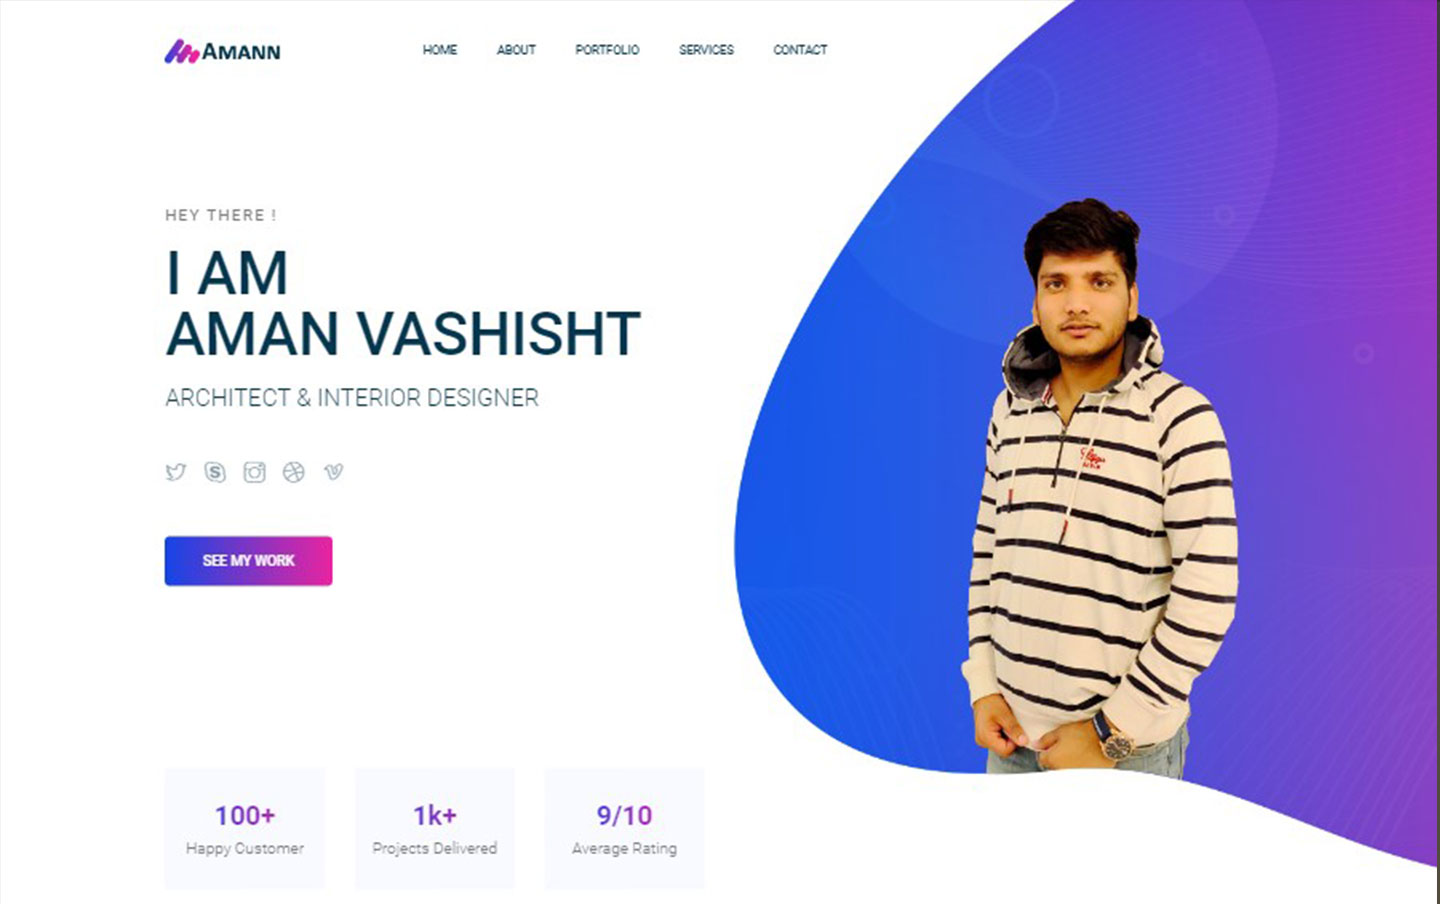 AMANN
HOME ABOUT PORTFOLIO SERVICES CONTACT
HEY THERE !
I AM
AMAN VASHISHT
ARCHITECT & INTERIOR DESIGNER
SEE MY WORK
100+ 1k+ 9/10
Happy Customer Projects Delivered Average Rating